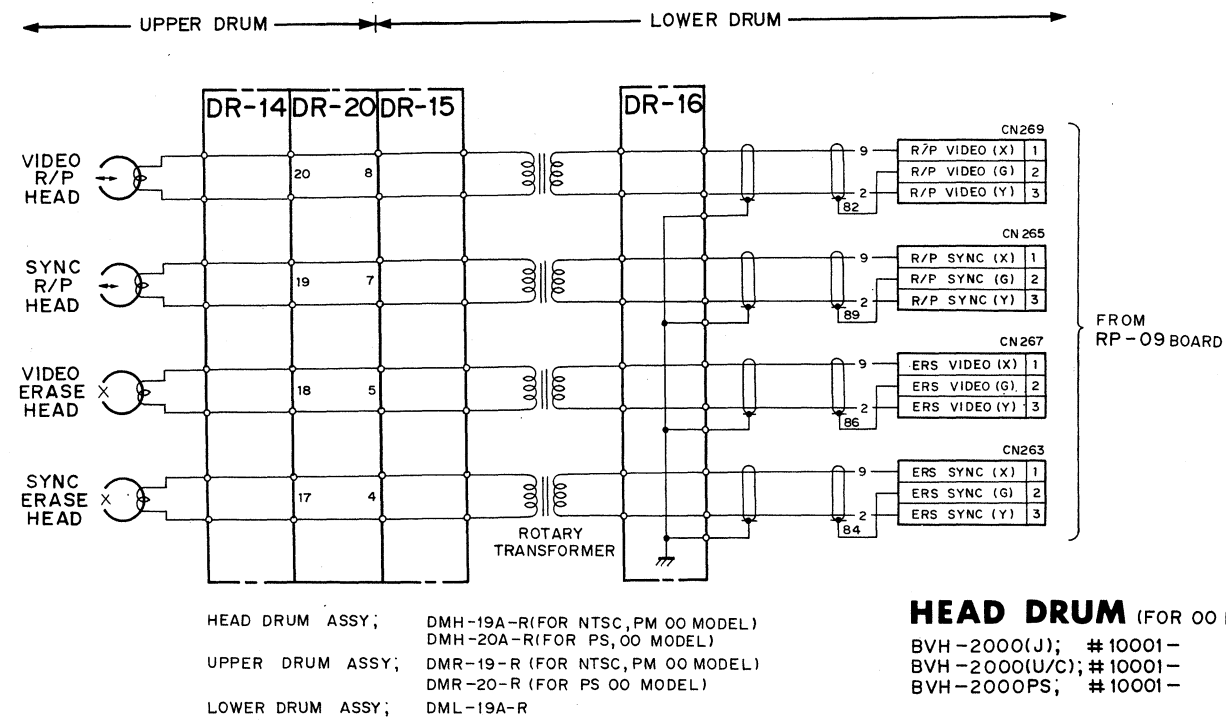 UPPER DRUM
LOWER DRUM
DR-14 DR-20 DR-15
DR-16
VIDEO
R/P
HEAD
20 8
9
2
82
CN269
R/P VIDEO (X) 1
R/P VIDEO (G) 2
R/P VIDEO (Y) 3
SYNC
R/P
HEAD
19 7
9
2
89
CN265
R/P SYNC (X) 1
R/P SYNC (G) 2
R/P SYNC (Y) 3
FROM
RP-09 BOARD
VIDEO
ERASE
HEAD
18 5
9
2
86
CN267
ERS VIDEO (X) 1
ERS VIDEO (G) 2
ERS VIDEO (Y) 3
SYNC
ERASE
HEAD
17 4
9
2
84
CN263
ERS SYNC (X) 1
ERS SYNC (G) 2
ERS SYNC (Y) 3
ROTARY
TRANSFORMER
HEAD DRUM ASSY; DMH-19A-R(FOR NTSC,PM OO MODEL)
DMH-20A-R(FOR PS,OO MODEL)
UPPER DRUM ASSY; DMR-19-R (FOR NTSC,PM OO MODEL)
DMR-20-R (FOR PS OO MODEL)
LOWER DRUM ASSY; DML-19A-R
HEAD DRUM (FOR OO
BVH-2000(J); #10001-
BVH-2000(U/C); #10001-
BVH-2000PS; #10001-